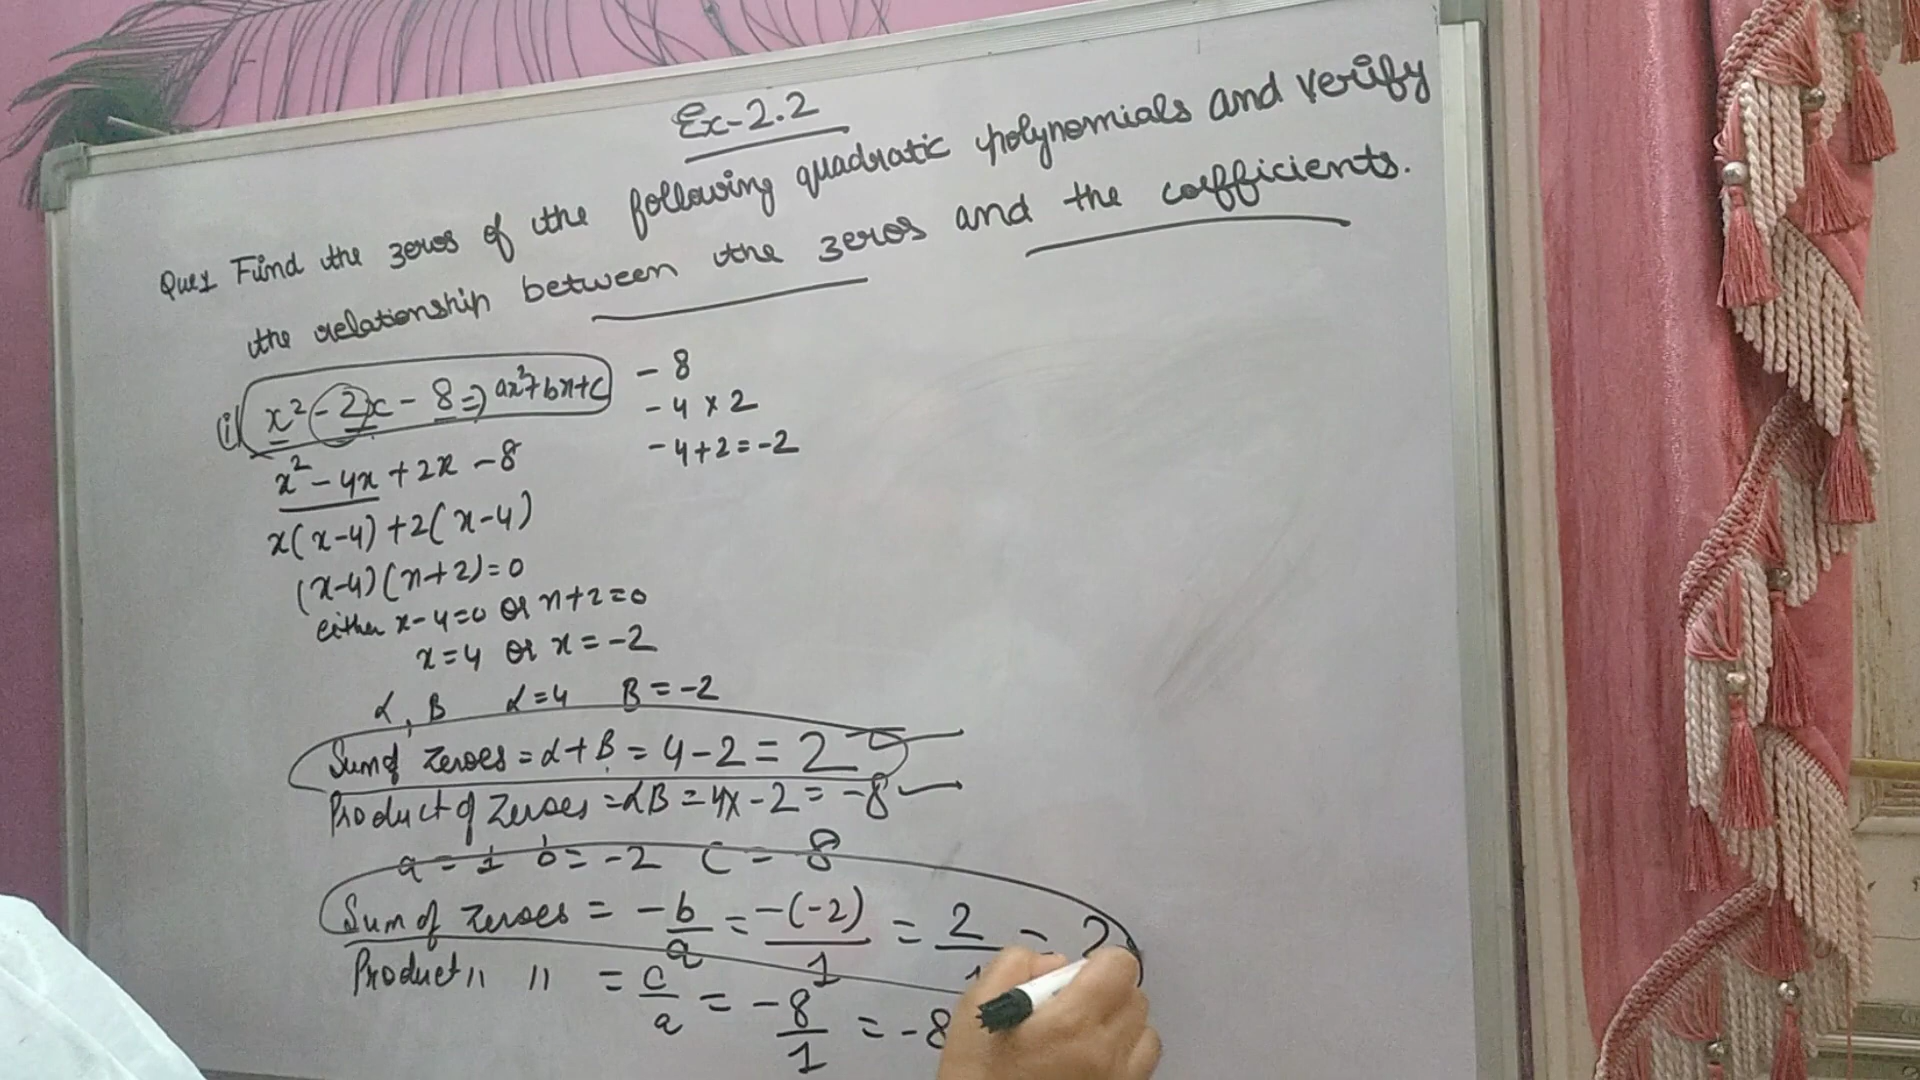 Ex-2.2
Ques Find the zeros of the following quadratic polynomials and verify
the relationship between the zeros and the coefficients.
i) x² - 2x - 8 => ax²+bx+c
- 8
- 4 x 2
- 4+2=-2
x² - 4x + 2x - 8
x(x-4) +2(x-4)
(x-4)(x+2)=0
either x-4=0 or x+2=0
x=4 or x=-2
α, β α=4 β=-2
Sum of zeroes = α+β = 4-2 = 2
Product of zeroes = αβ = 4x-2 = -8
a = 1 b = -2 c = 8
Sum of zeroes = -b/a = -(-2)/1 = 2/1 = 2
Product " " = c/a = -8/1 = -8